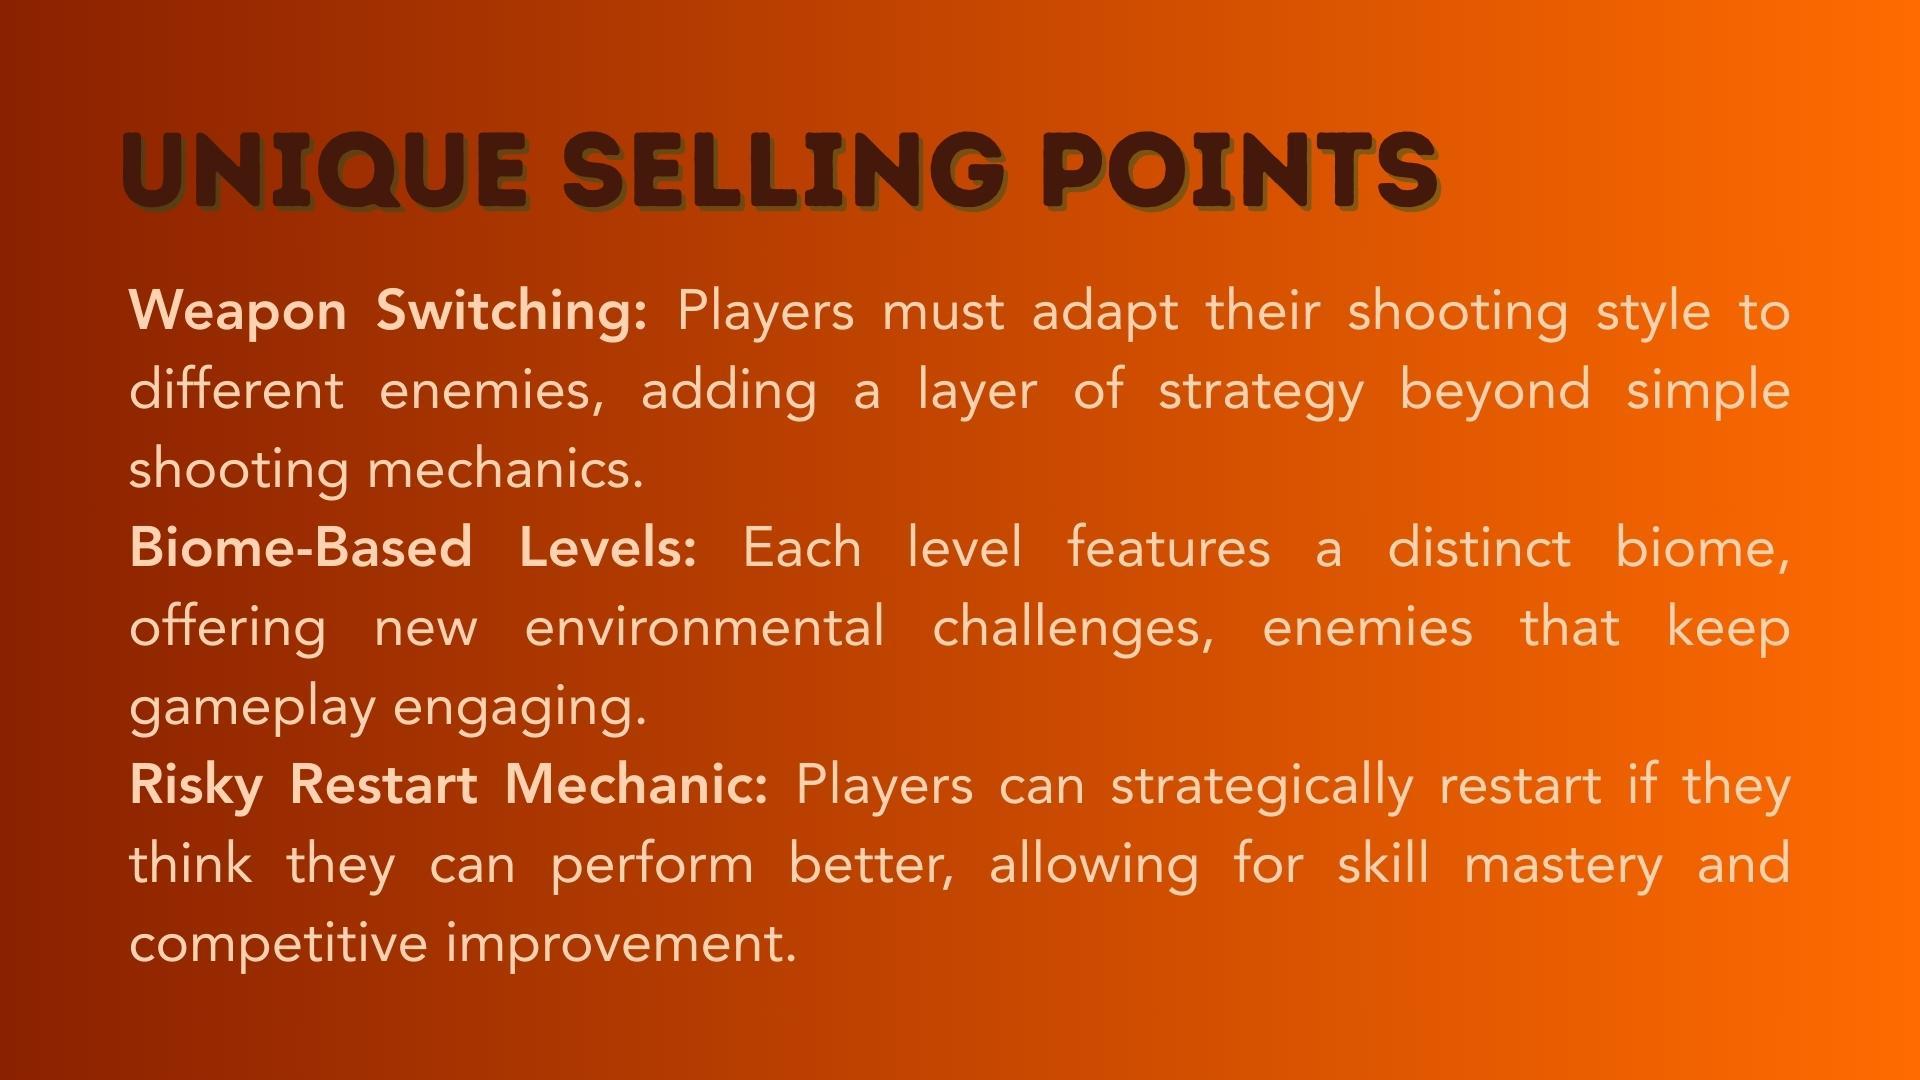 UNIQUE SELLING POINTS
Weapon Switching: Players must adapt their shooting style to
different enemies, adding a layer of strategy beyond simple
shooting mechanics.
Biome-Based Levels: Each level features a distinct biome,
offering new environmental challenges, enemies that keep
gameplay engaging.
Risky Restart Mechanic: Players can strategically restart if they
think they can perform better, allowing for skill mastery and
competitive improvement.